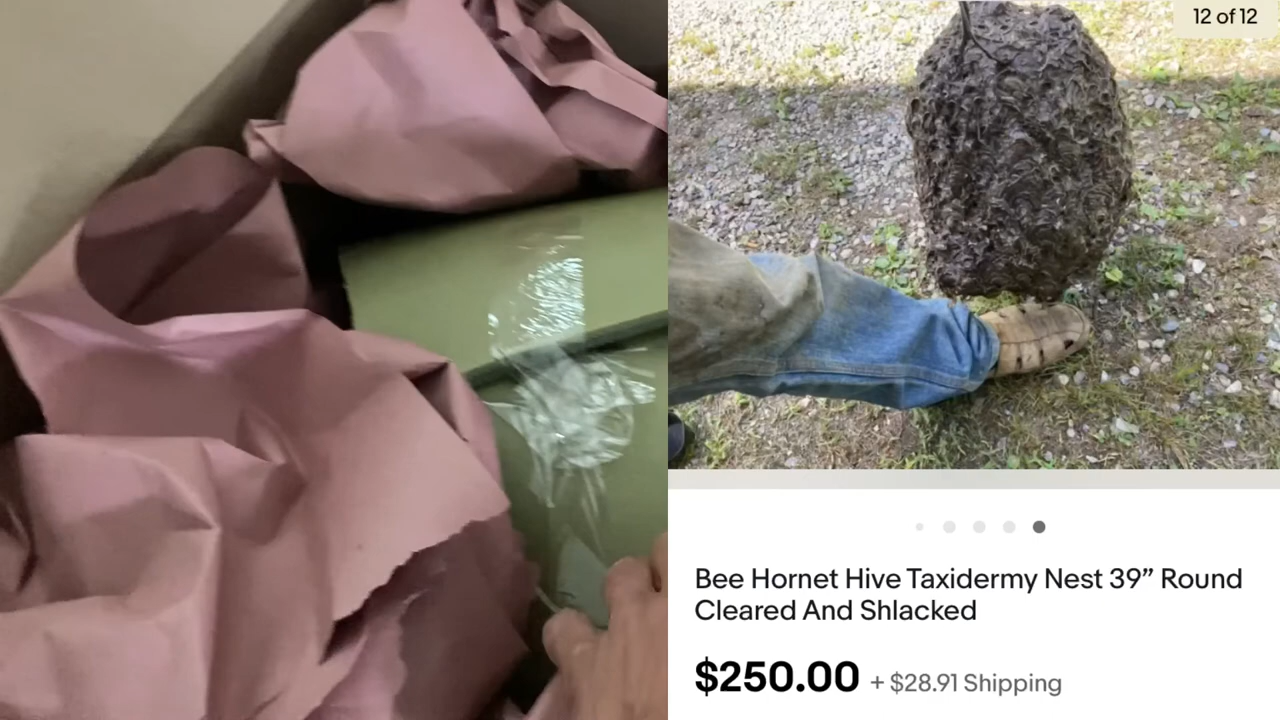 12 of 12
Bee Hornet Hive Taxidermy Nest 39” Round
Cleared And Shlacked
$250.00 + $28.91 Shipping